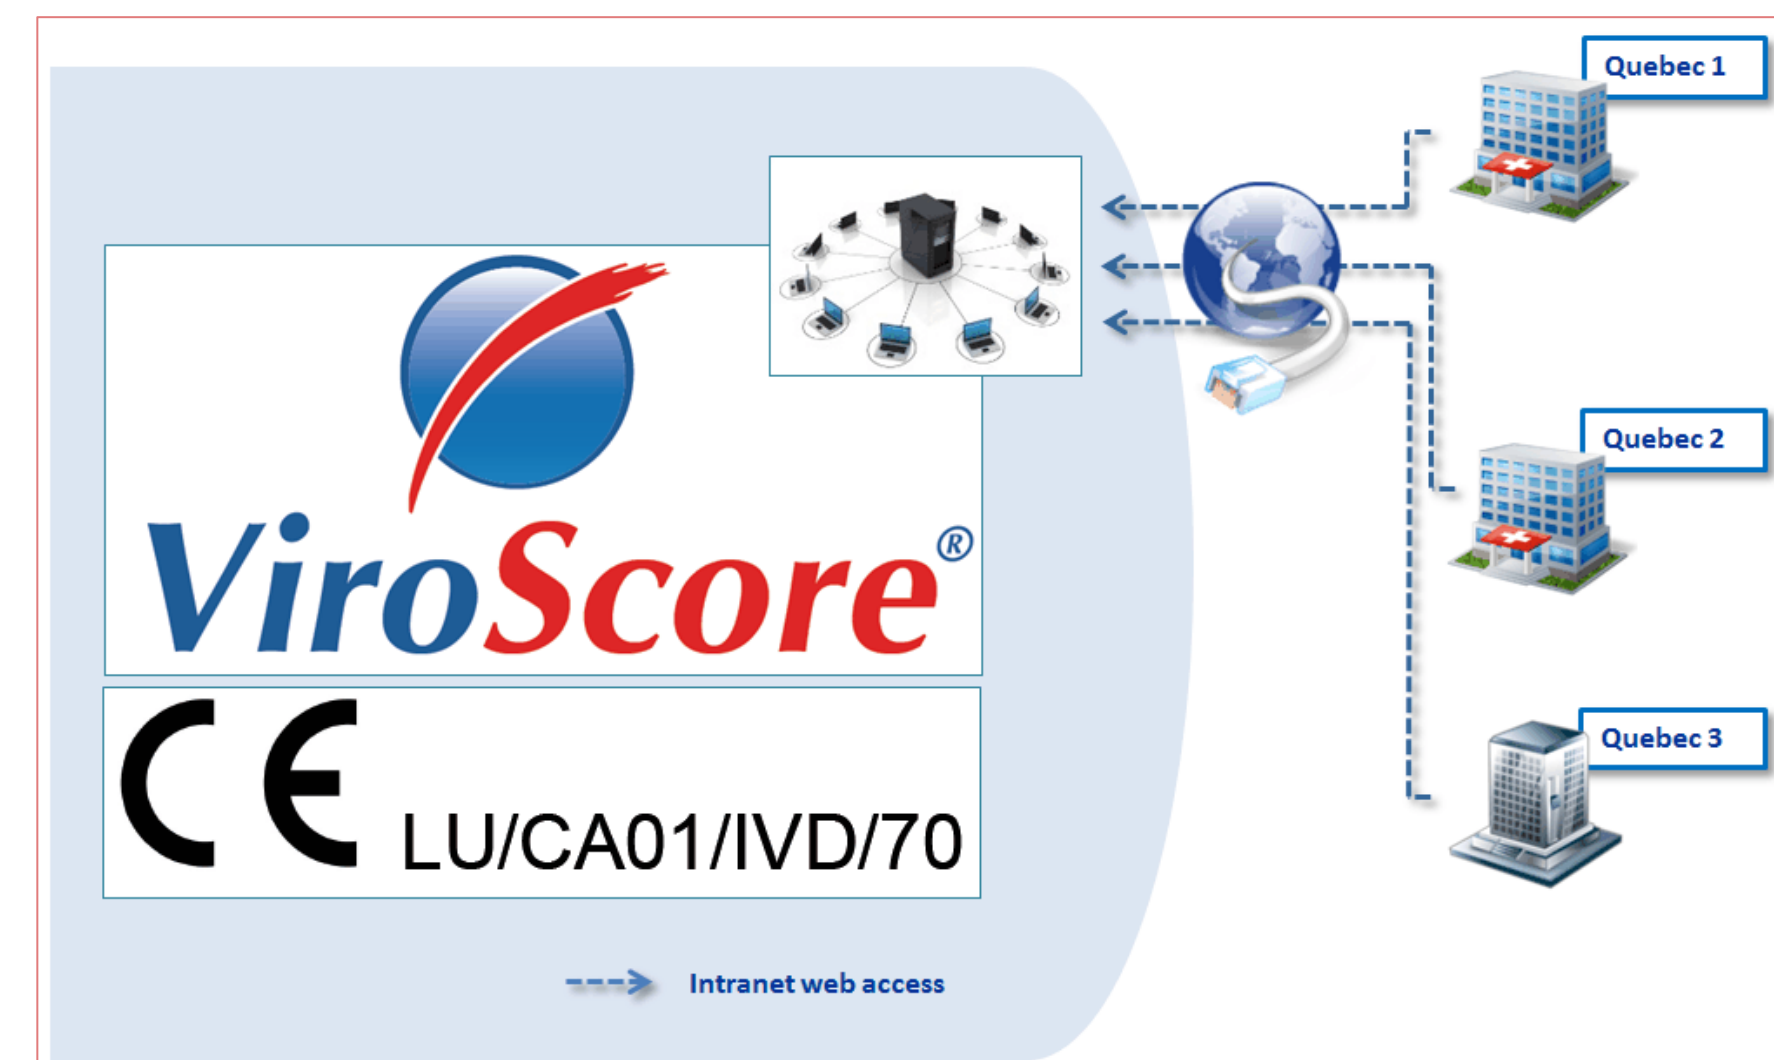 Quebec 1
ViroScore®
Quebec 2
Quebec 3
CE LU/CA01/IVD/70
Intranet web access